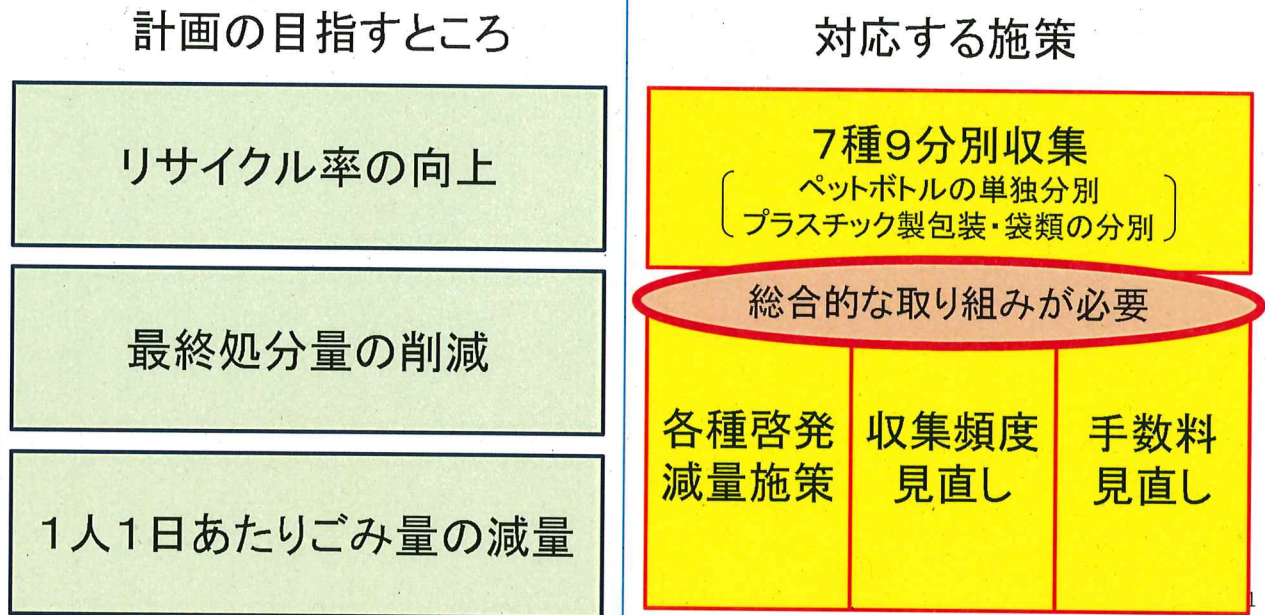 計画の目指すところ
リサイクル率の向上
最終処分量の削減
1人1日あたりごみ量の減量
対応する施策
7種9分別収集
ペットボトルの単独分別
プラスチック製包装・袋類の分別
総合的な取り組みが必要
各種啓発
減量施策
収集頻度
見直し
手数料
見直し
1